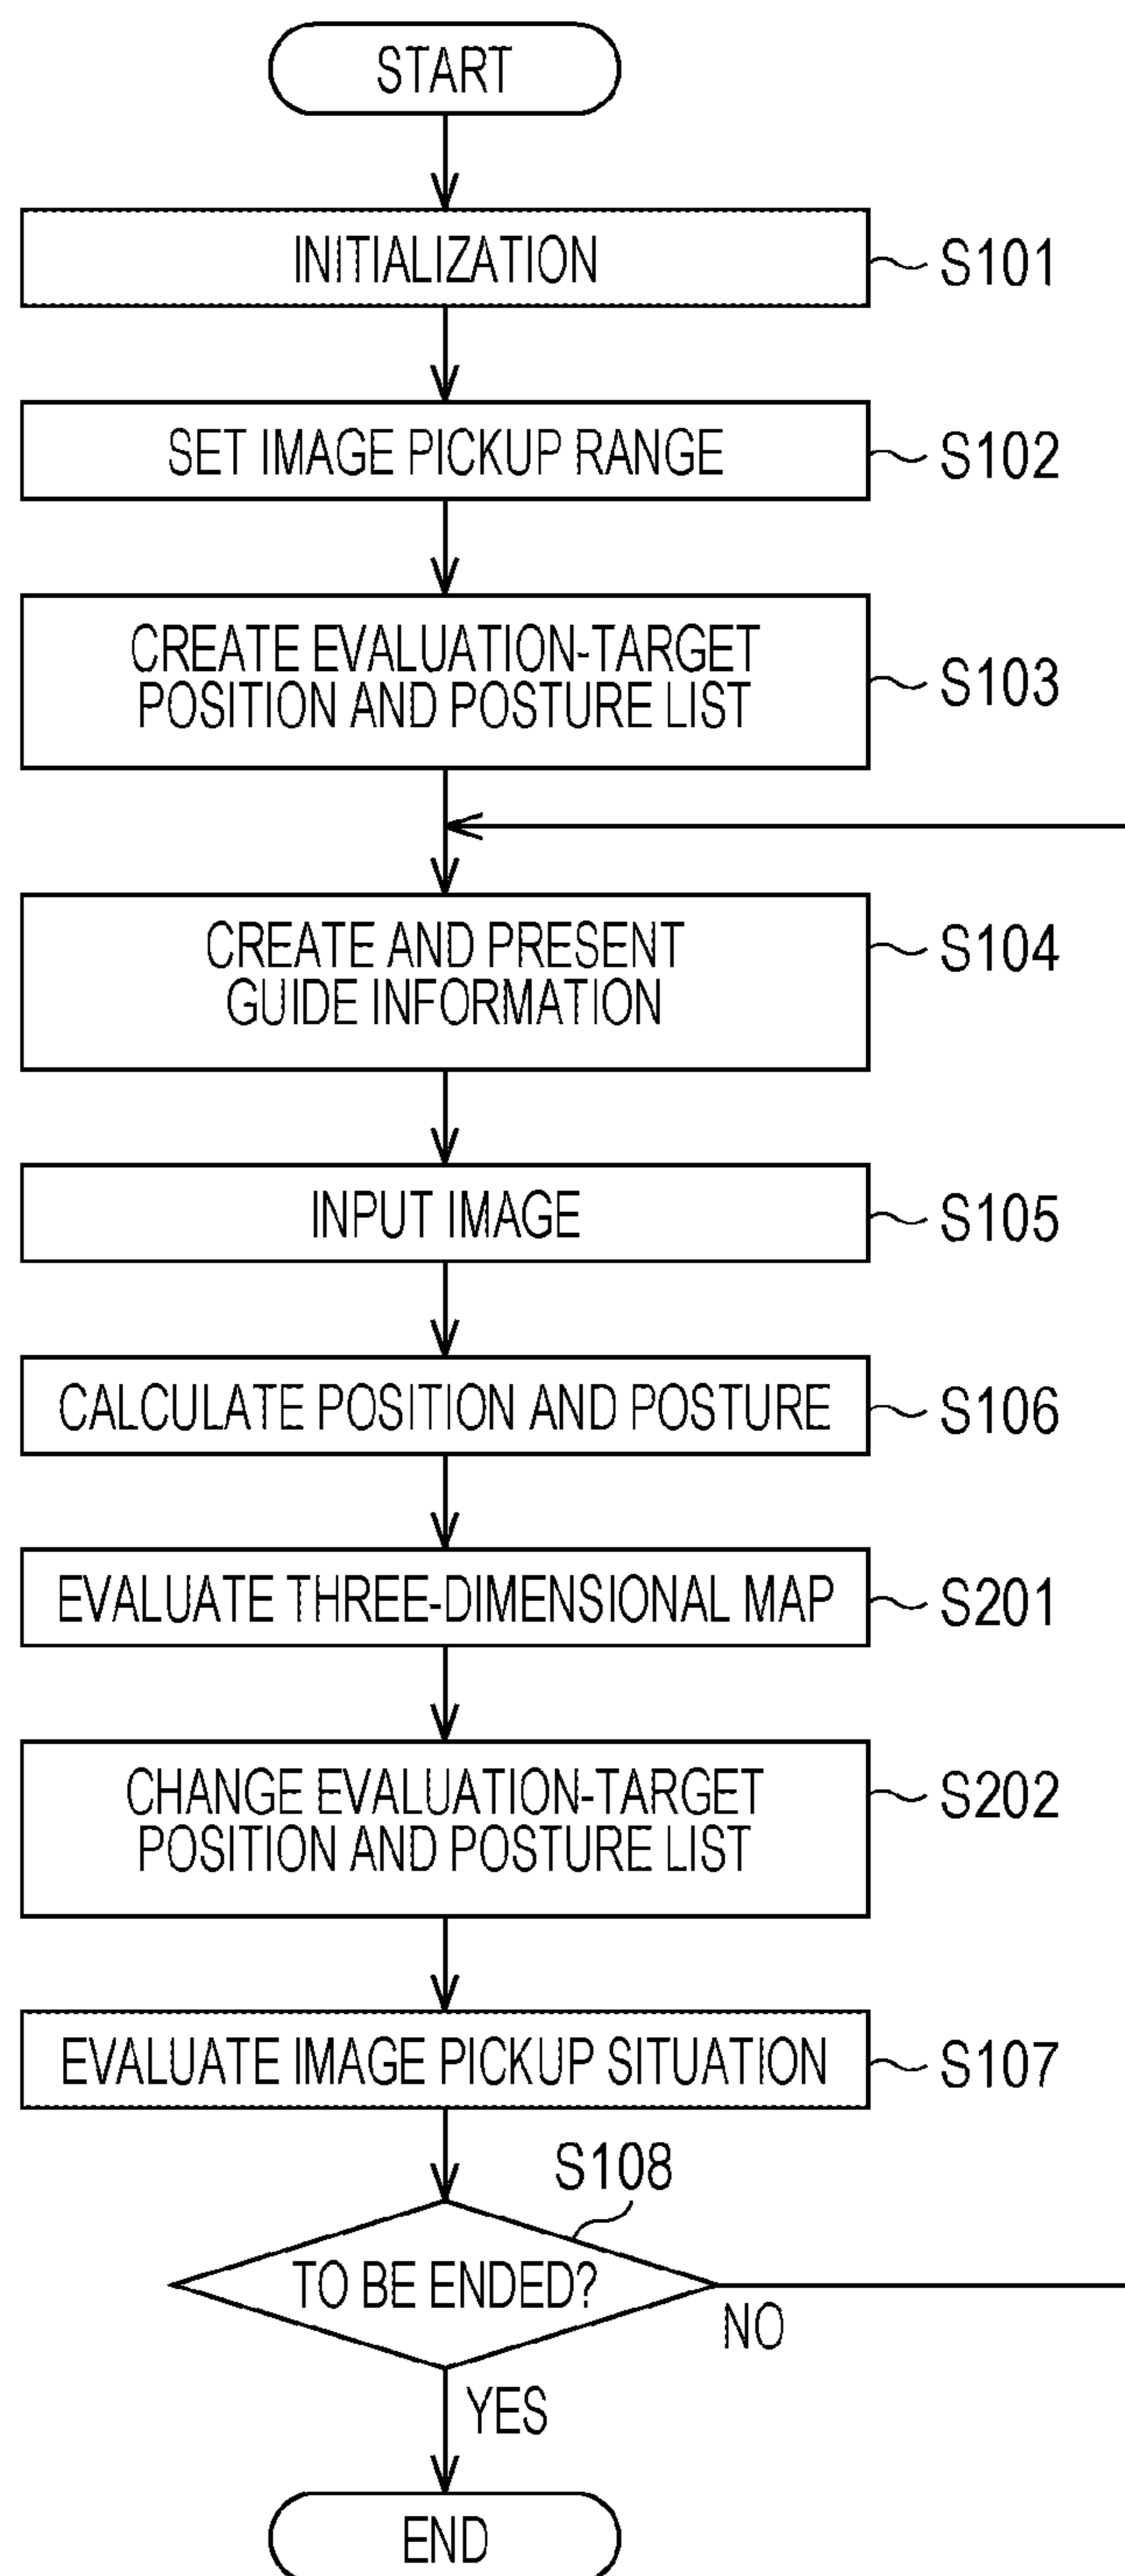 START
INITIALIZATION
S101
SET IMAGE PICKUP RANGE
S102
CREATE EVALUATION-TARGET
POSITION AND POSTURE LIST
S103
CREATE AND PRESENT
GUIDE INFORMATION
S104
INPUT IMAGE
S105
CALCULATE POSITION AND POSTURE
S106
EVALUATE THREE-DIMENSIONAL MAP
S201
CHANGE EVALUATION-TARGET
POSITION AND POSTURE LIST
S202
EVALUATE IMAGE PICKUP SITUATION
S107
S108
TO BE ENDED?
NO
YES
END